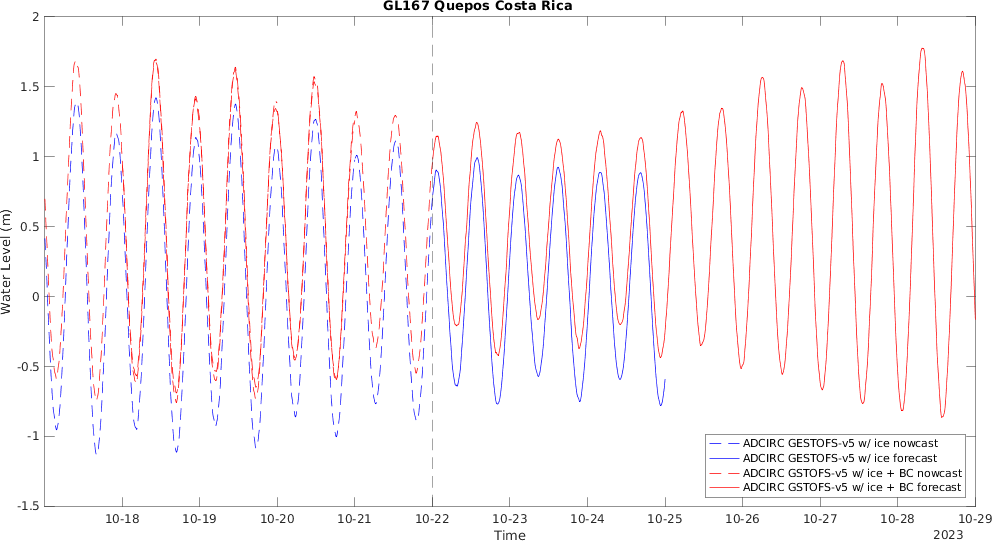 GL167 Quepos Costa Rica
2
1.5
1
0.5
0
-0.5
-1
-1.5
Water Level (m)
ADCIRC GESTOFS-v5 w/ ice nowcast
ADCIRC GESTOFS-v5 w/ ice forecast
ADCIRC GSTOFS-v5 w/ ice + BC nowcast
ADCIRC GSTOFS-v5 w/ ice + BC forecast
10-18 10-19 10-20 10-21 10-22 10-23 10-24 10-25 10-26 10-27 10-28 10-29
Time
2023